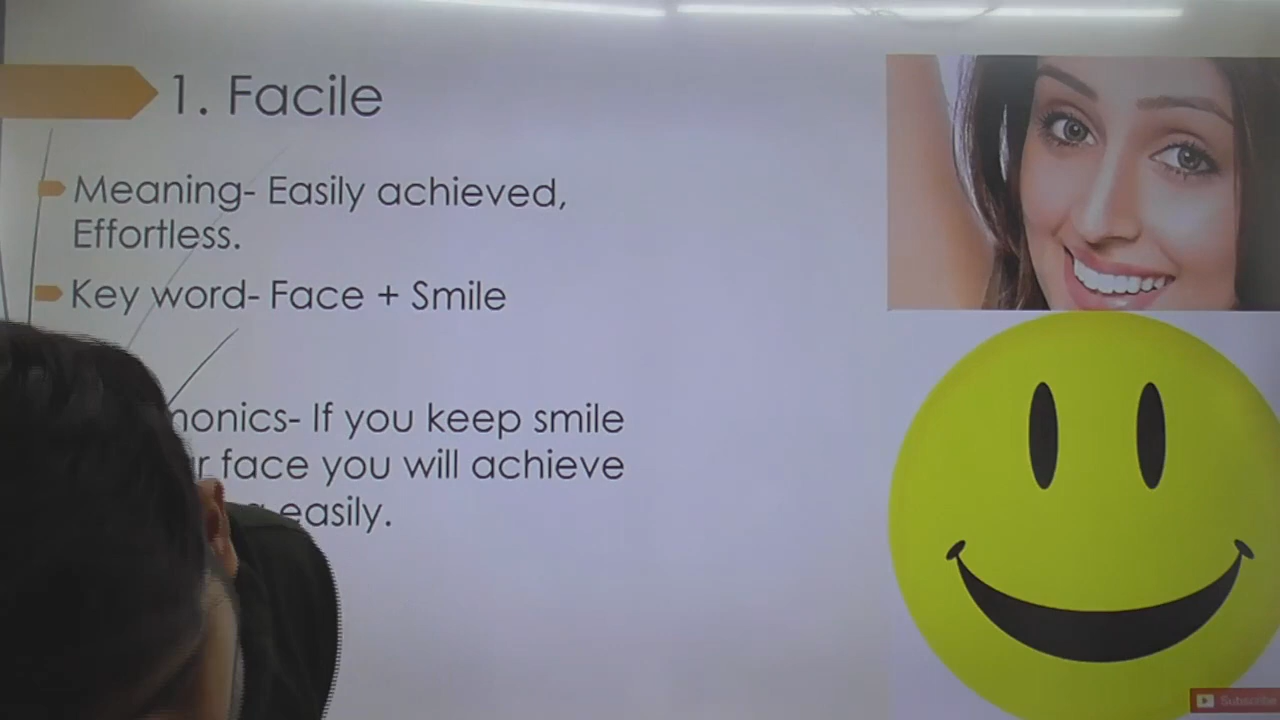 1. Facile
Meaning- Easily achieved,
Effortless.
Key word- Face + Smile
If you keep smile
face you will achieve
easily.
Subscribe